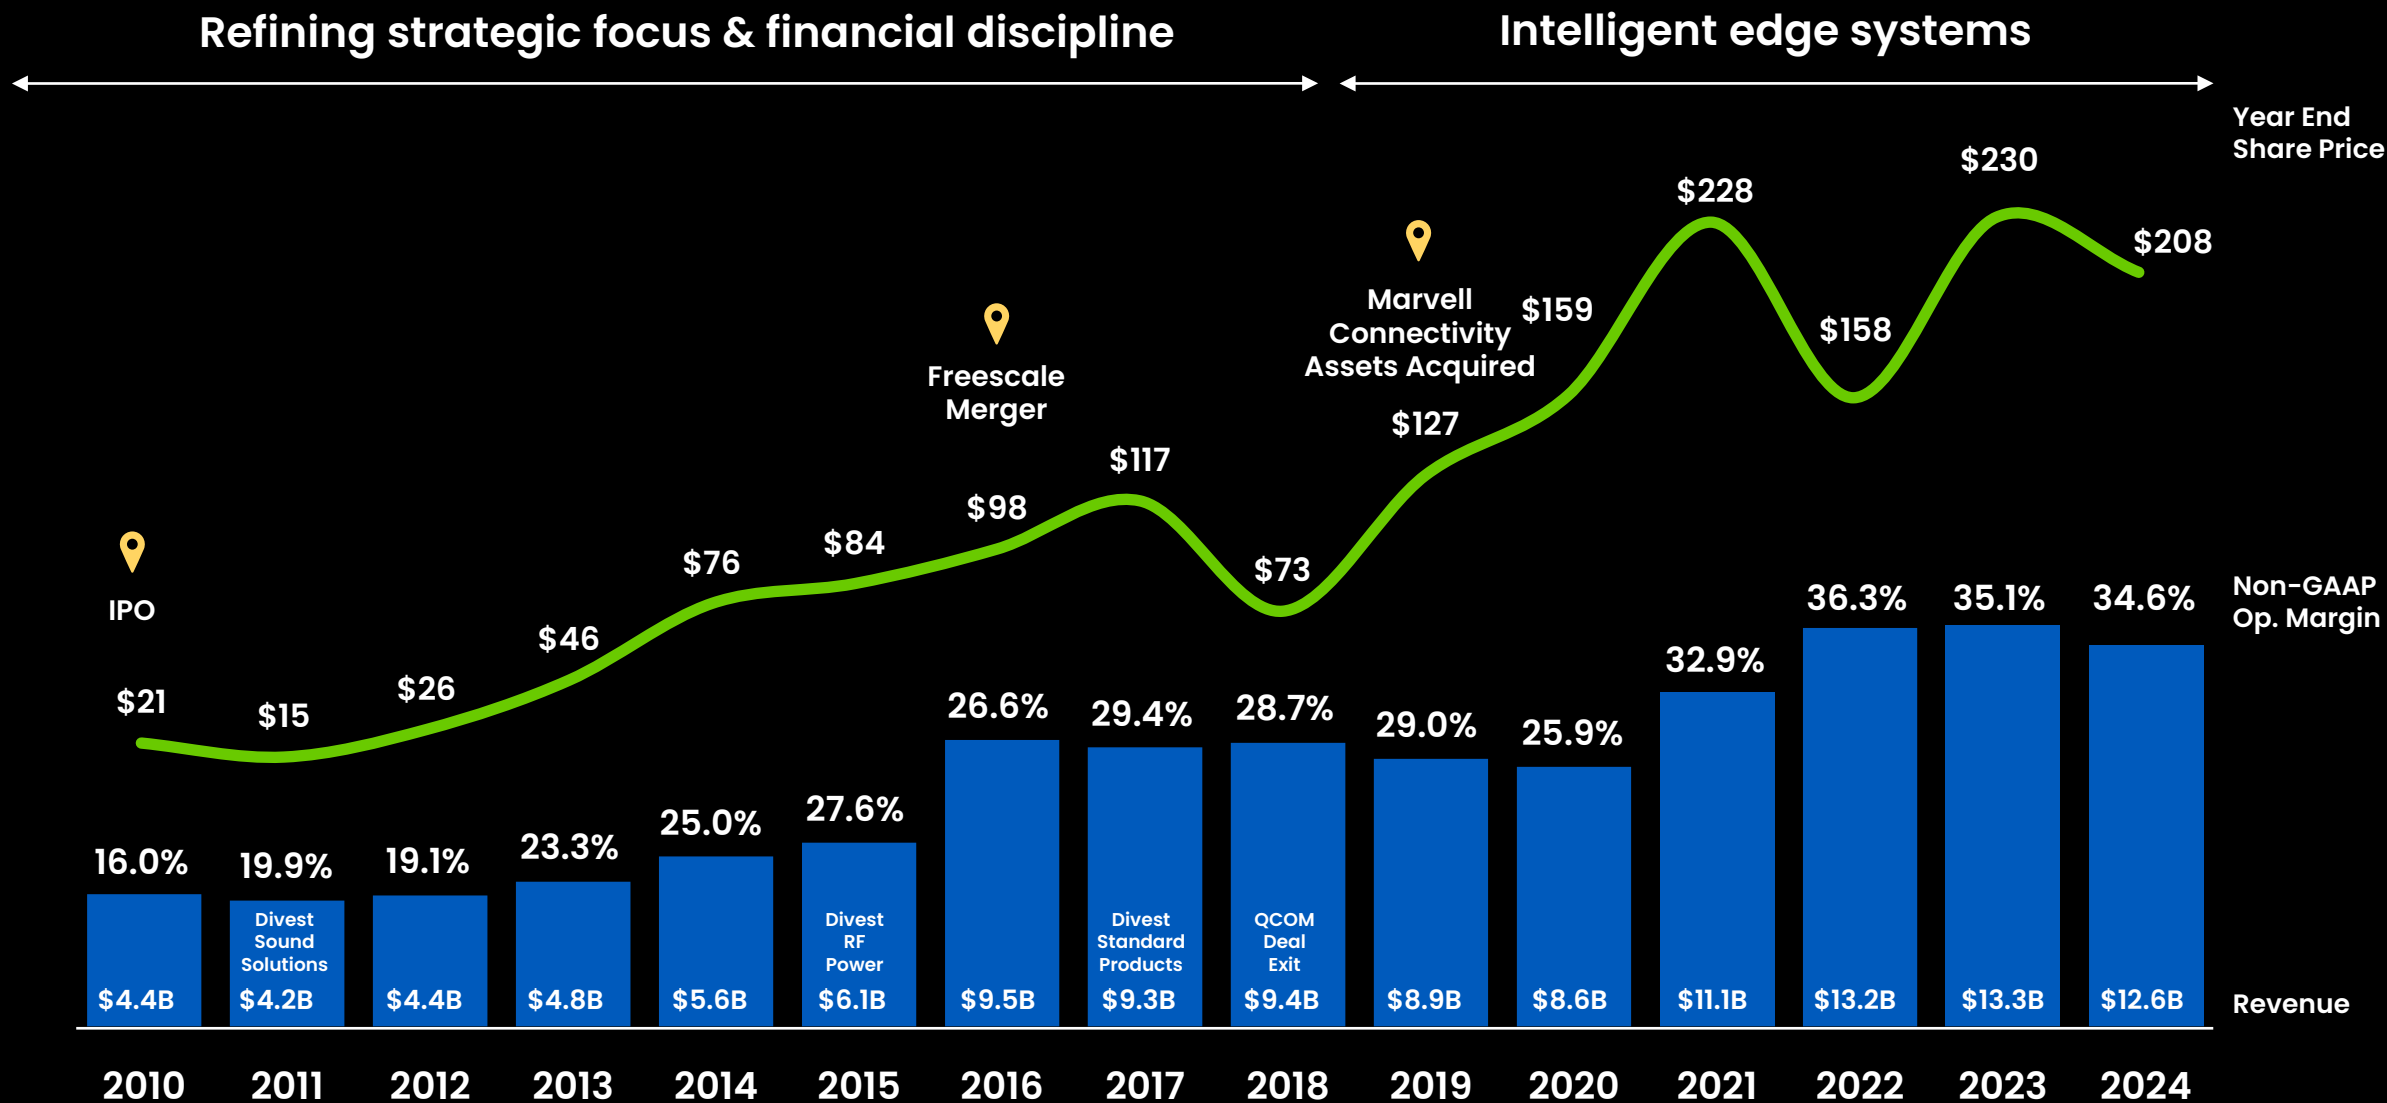 Refining strategic focus & financial discipline
Intelligent edge systems
Year End
Share Price
$21
$15
$26
$46
$76
$84
$98
$117
$73
$127
$159
$228
$158
$230
$208
IPO
Freescale
Merger
Marvell
Connectivity
Assets Acquired
Non-GAAP
Op. Margin
16.0%
19.9%
19.1%
23.3%
25.0%
27.6%
26.6%
29.4%
28.7%
29.0%
25.9%
32.9%
36.3%
35.1%
34.6%
Divest
Sound
Solutions
Divest
RF
Power
Divest
Standard
Products
QCOM
Deal
Exit
$4.4B
$4.2B
$4.4B
$4.8B
$5.6B
$6.1B
$9.5B
$9.3B
$9.4B
$8.9B
$8.6B
$11.1B
$13.2B
$13.3B
$12.6B
Revenue
2010
2011
2012
2013
2014
2015
2016
2017
2018
2019
2020
2021
2022
2023
2024